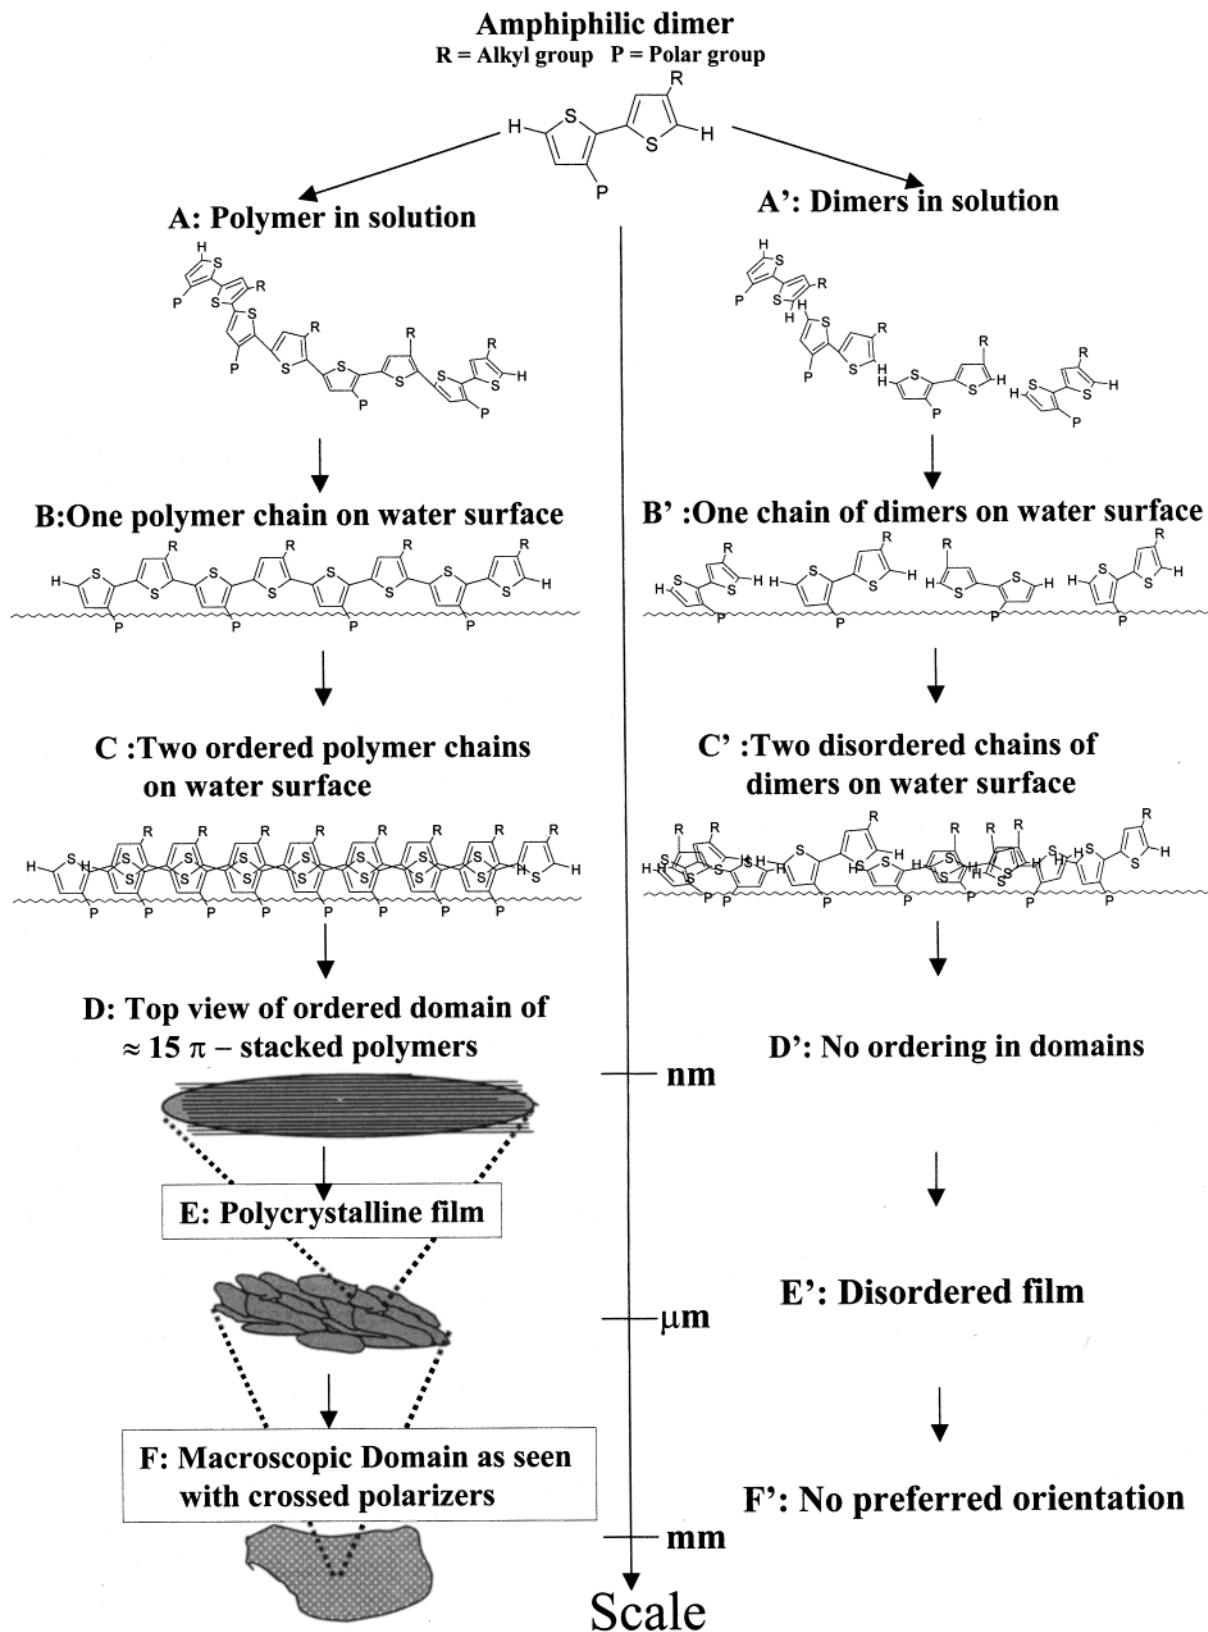 Amphiphilic dimer
R = Alkyl group P = Polar group
R
H
S
S
H
P
A: Polymer in solution
A’: Dimers in solution
H
S
R
P
S
S
R
R
R
P
S
S
S
S
H
S
P
P
H
S
R
P
S
H
H
S
R
P
S
H
H
S
R
S
H
P
R
H
S
S
H
P
B:One polymer chain on water surface
B’ :One chain of dimers on water surface
R
R
R
R
H
S
S
S
S
S
S
S
S
H
P
P
P
P
R
R
R
R
H
S
S
H
H
S
S
H
H
S
S
H
H
S
S
H
P
P
P
P
C :Two ordered polymer chains
on water surface
C’ :Two disordered chains of
dimers on water surface
R
R
R
R
R
R
R
R
H
S
H
S
S
S
S
S
S
S
S
S
S
S
S
S
S
H
S
H
P
P
P
P
P
P
P
P
R
R
R
R
R
R
R
H
S
S
H
S
H
H
S
S
H
S
S
H
S
S
H
H
S
S
H
S
H
H
S
S
H
P
P
P
P
P
P
P
D: Top view of ordered domain of
≈ 15 π – stacked polymers
D’: No ordering in domains
nm
E: Polycrystalline film
E’: Disordered film
μm
F: Macroscopic Domain as seen
with crossed polarizers
F’: No preferred orientation
mm
Scale